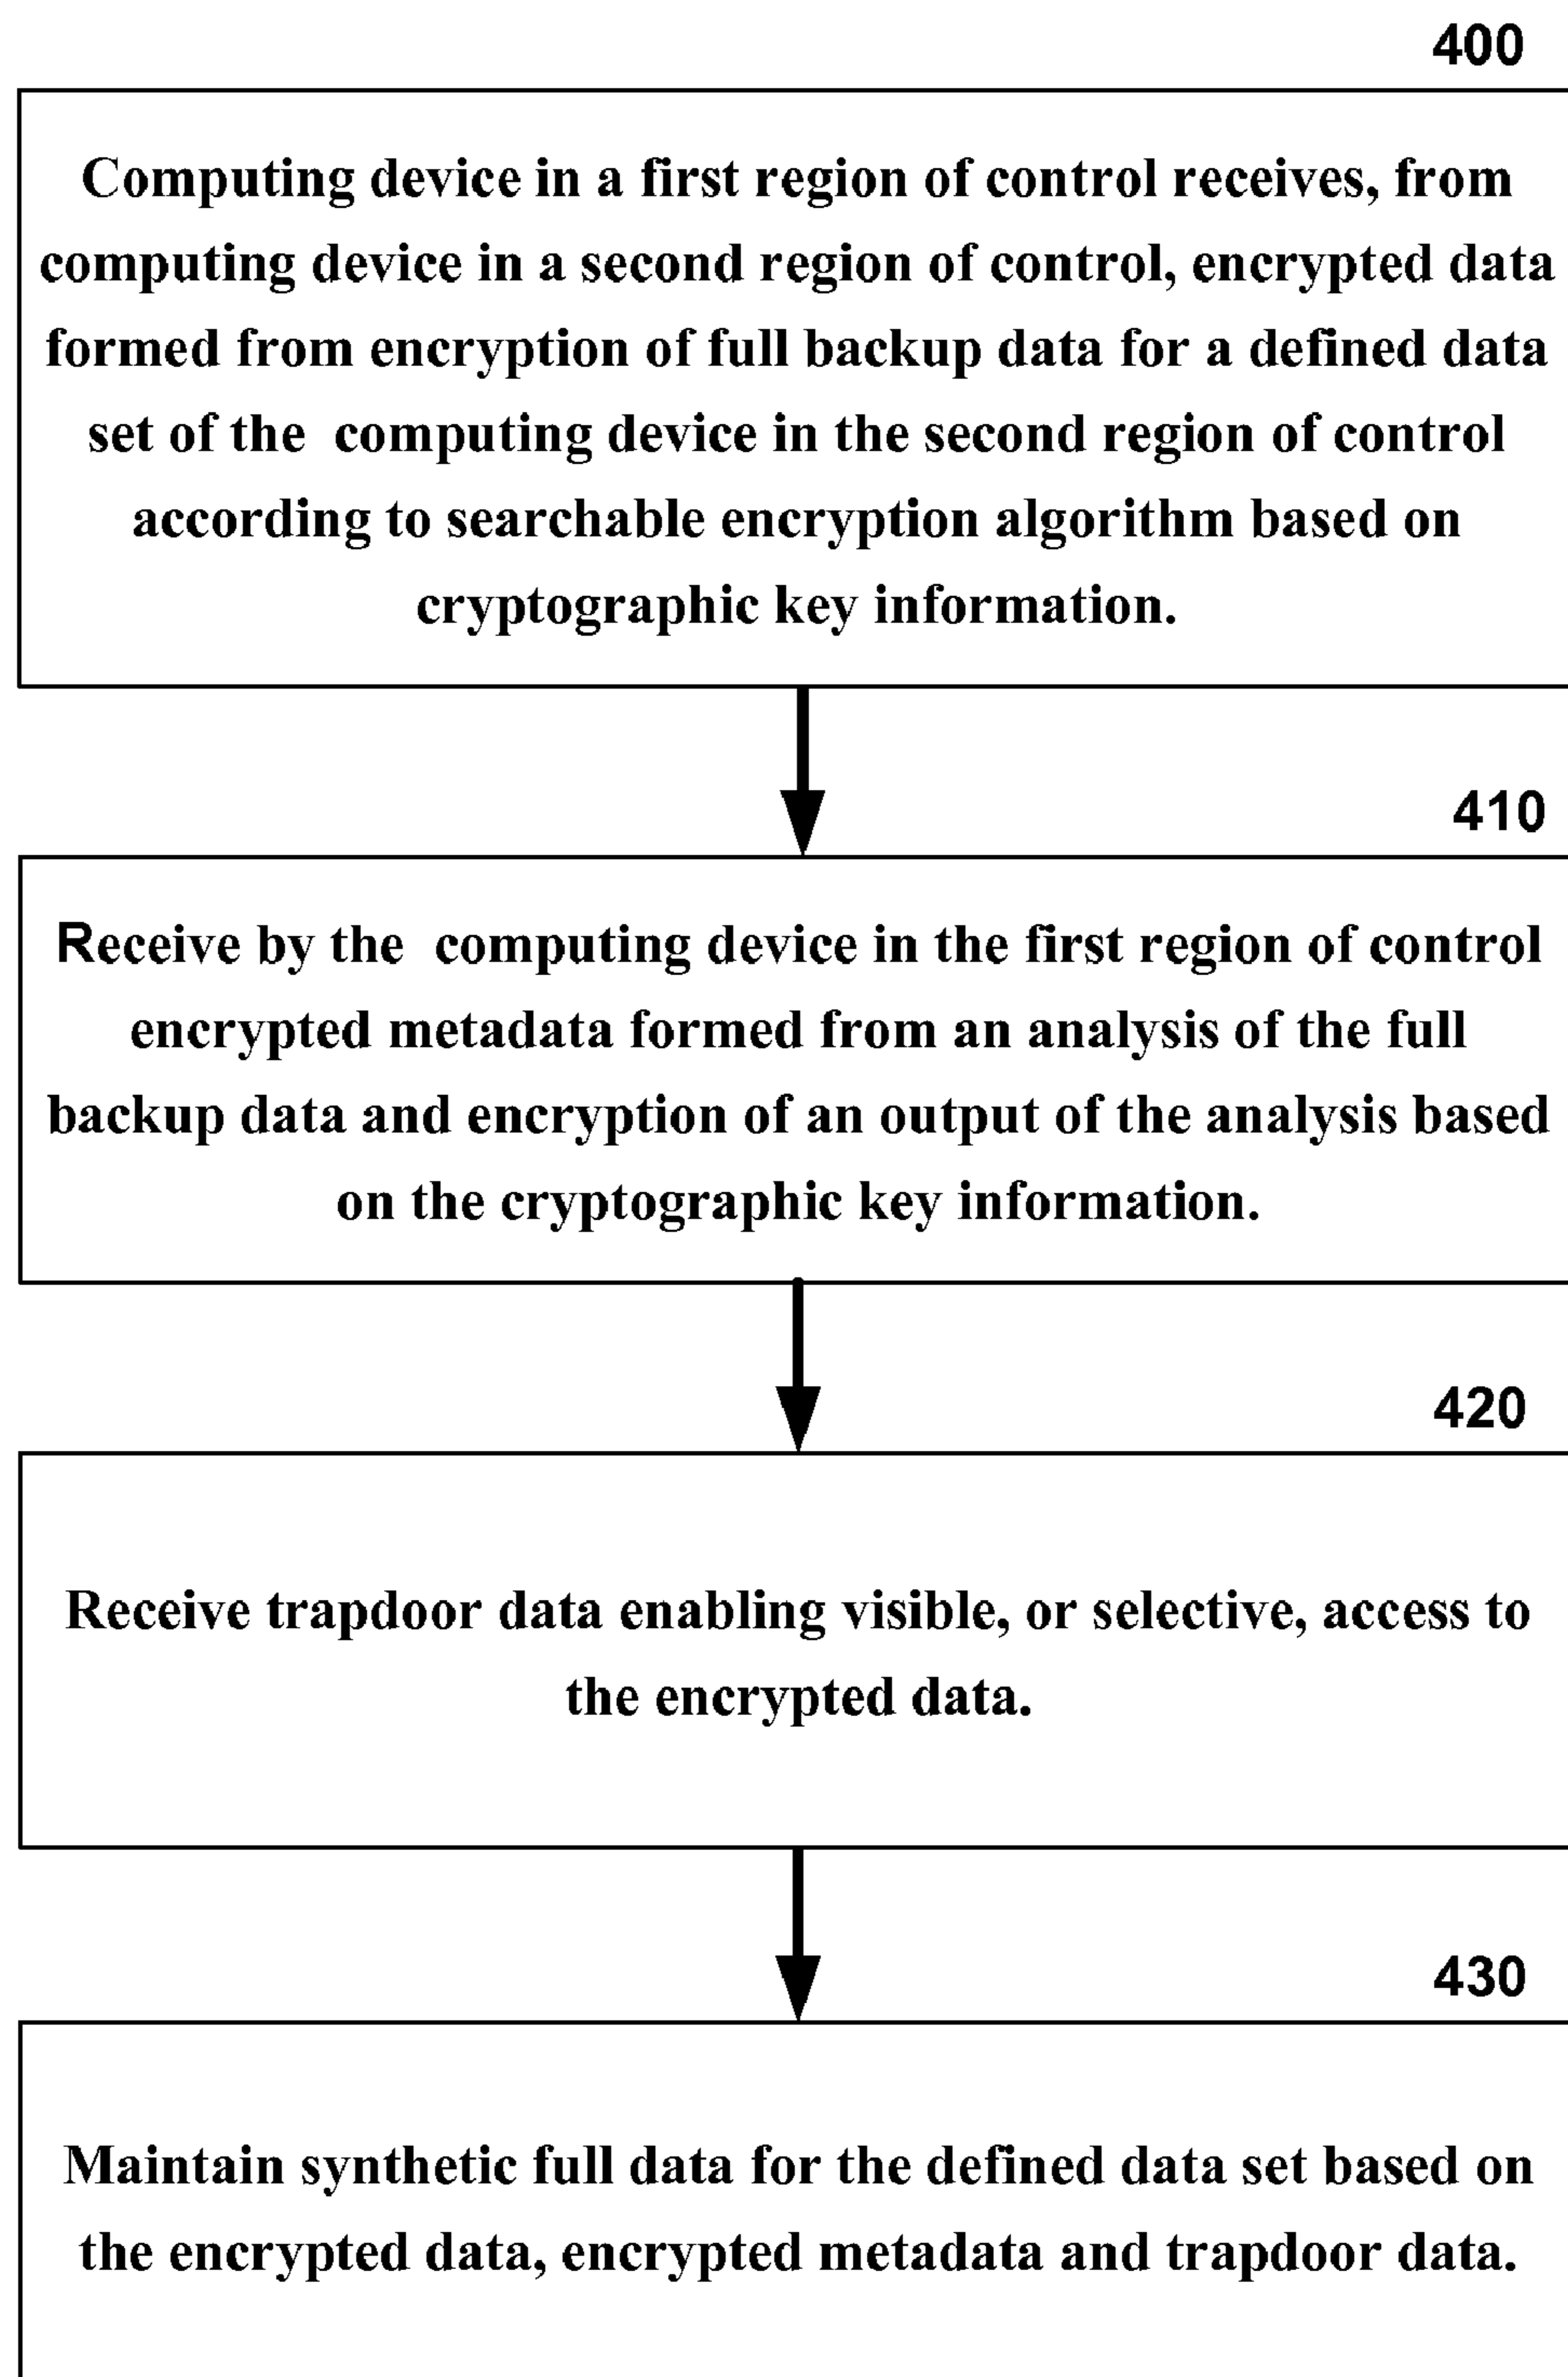 400
Computing device in a first region of control receives, from
computing device in a second region of control, encrypted data
formed from encryption of full backup data for a defined data
set of the computing device in the second region of control
according to searchable encryption algorithm based on
cryptographic key information.
410
Receive by the computing device in the first region of control
encrypted metadata formed from an analysis of the full
backup data and encryption of an output of the analysis based
on the cryptographic key information.
420
Receive trapdoor data enabling visible, or selective, access to
the encrypted data.
430
Maintain synthetic full data for the defined data set based on
the encrypted data, encrypted metadata and trapdoor data.